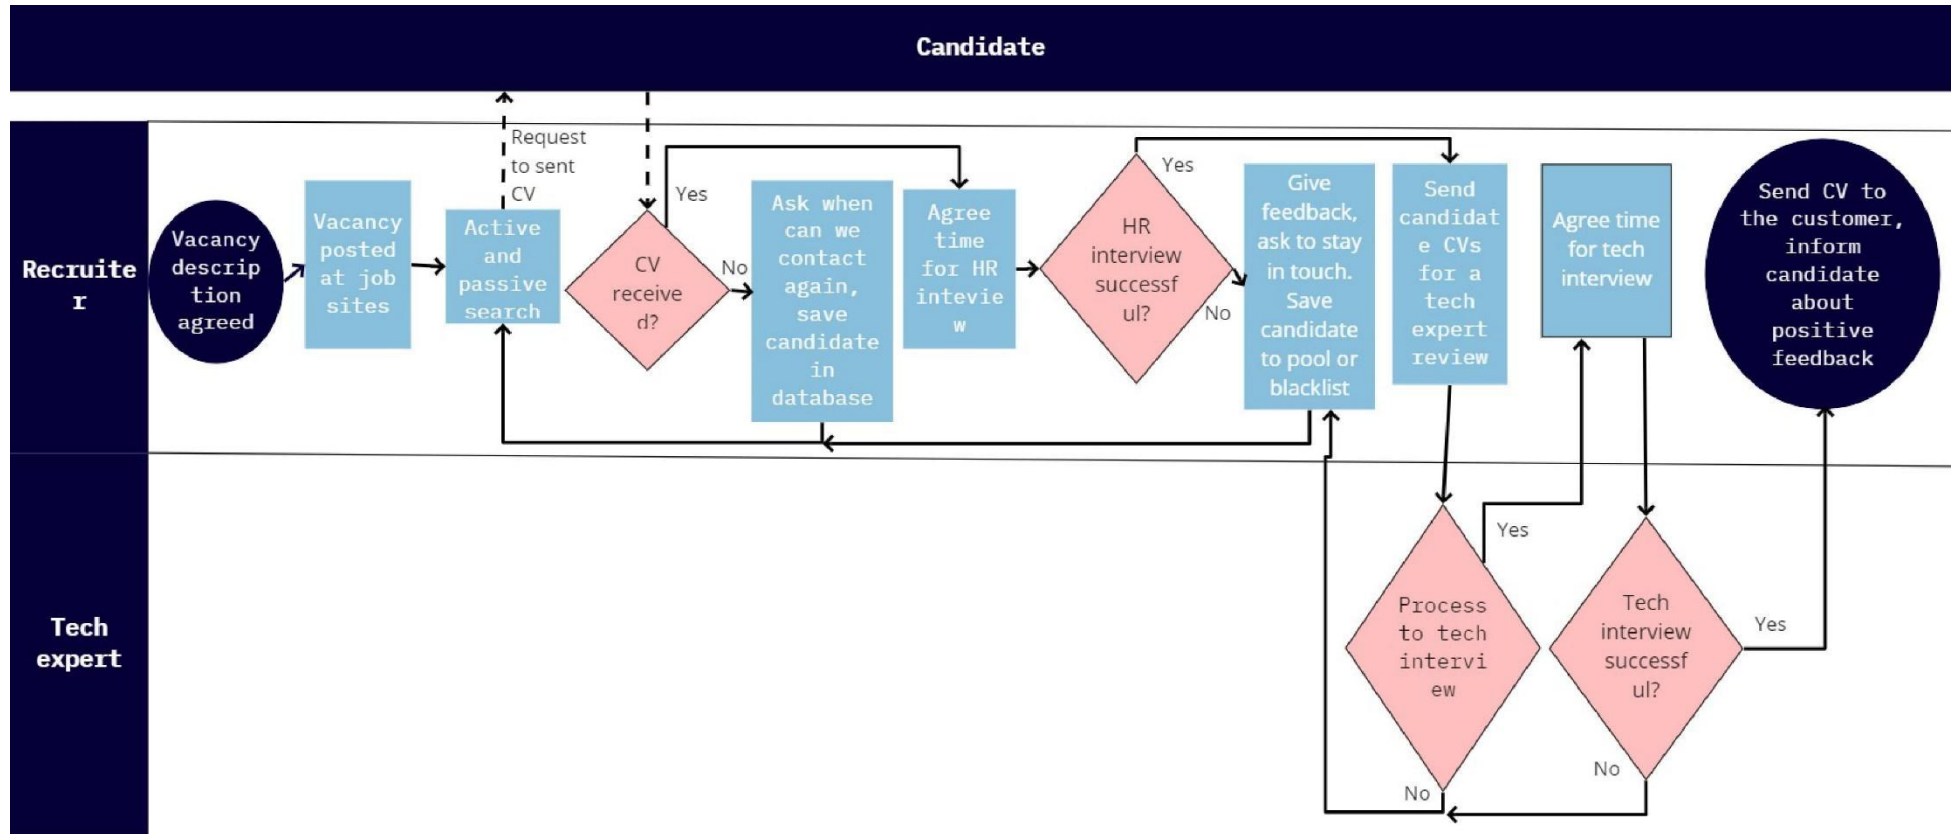 Candidate
Recruite
r
Vacancy
descrip
tion
agreed
Vacancy
posted
at job
sites
Request
to sent
CV
Active
and
passive
search
CV
receive
d?
Yes
No
Ask when
can we
contact
again,
save
candidate
in
database
Agree
time
for HR
intevie
w
HR
interview
successf
ul?
Yes
No
Give
feedback,
ask to stay
in touch.
Save
candidate
to pool or
blacklist
Send
candidat
e CVs
for a
tech
expert
review
Agree time
for tech
interview
Send CV to
the customer,
inform
candidate
about
positive
feedback
Tech
expert
Process
to tech
intervi
ew
Yes
No
Tech
interview
successf
ul?
Yes
No